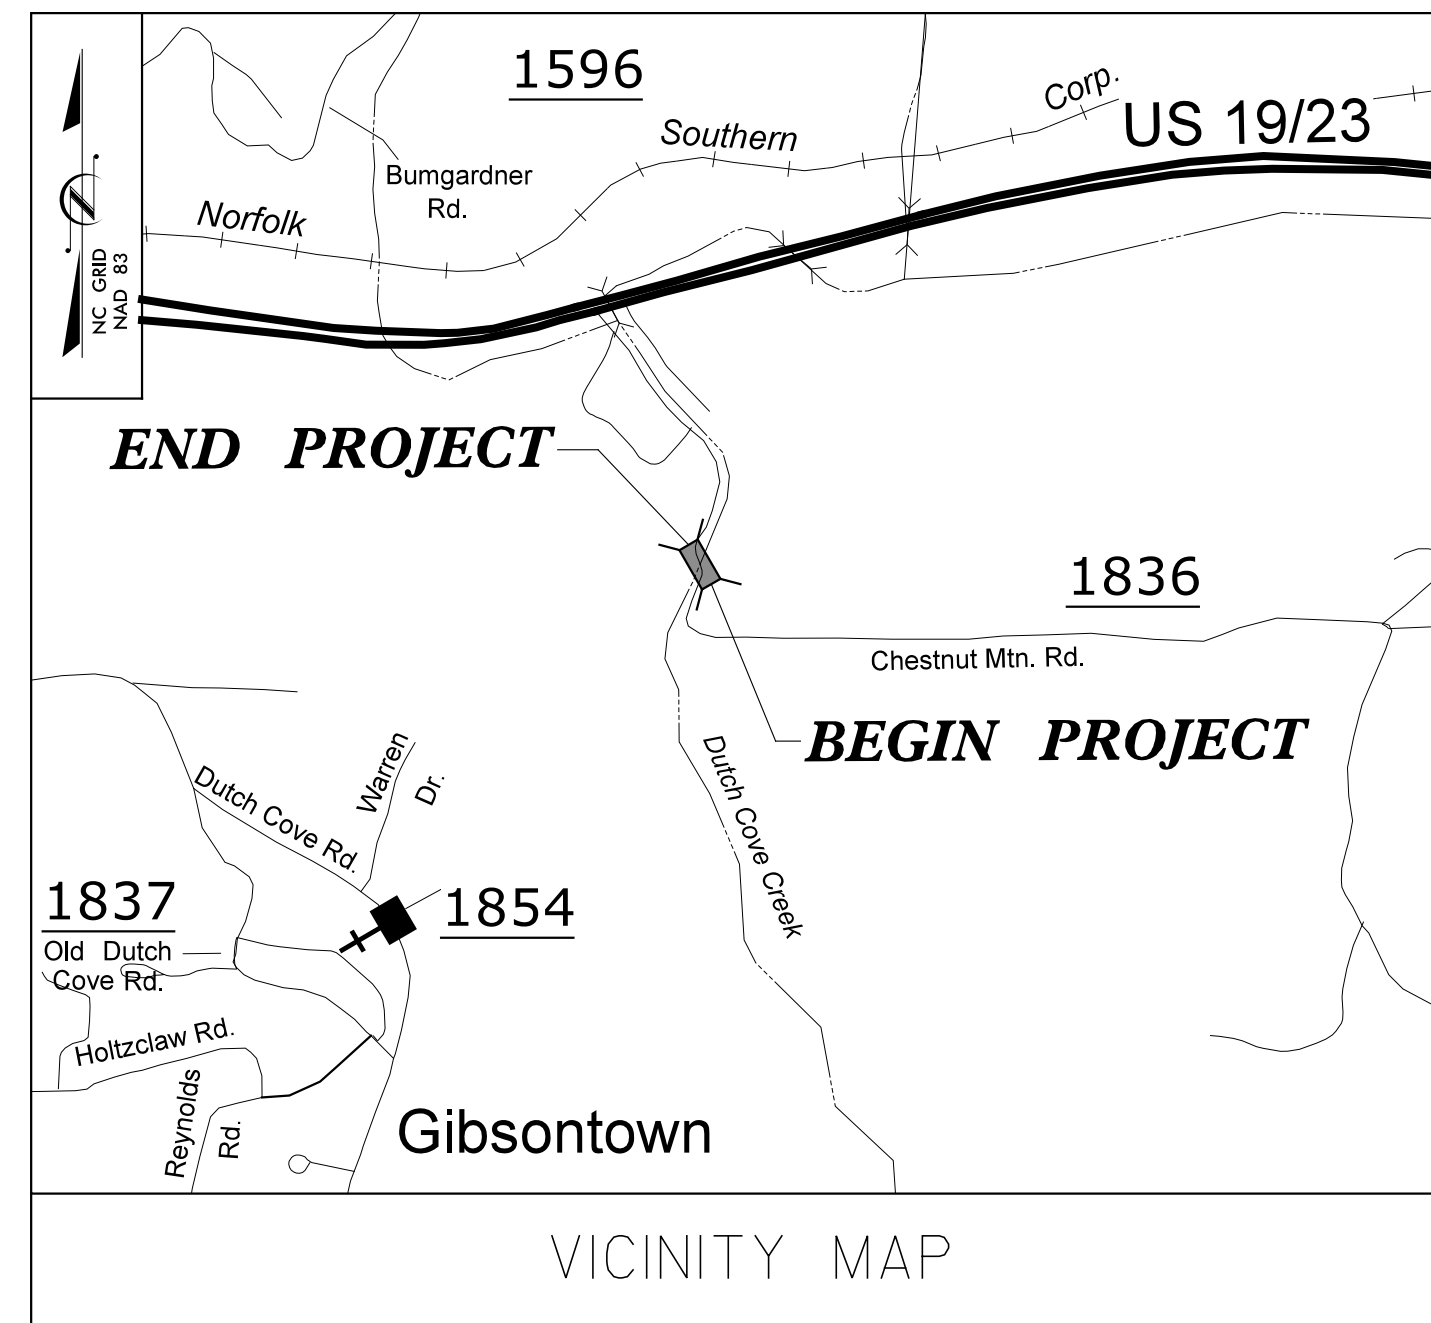 1596
Corp.
US 19/23
Southern
Bumgardner
Rd.
Norfolk
NC GRID
NAD 83
END PROJECT
1836
Chestnut Mtn. Rd.
BEGIN PROJECT
Warren
Dr.
Dutch Cove Rd.
Dutch Cove Creek
1837
Old Dutch
Cove Rd.
1854
Holtzclaw Rd.
Reynolds
Rd.
Gibsontown
VICINITY MAP